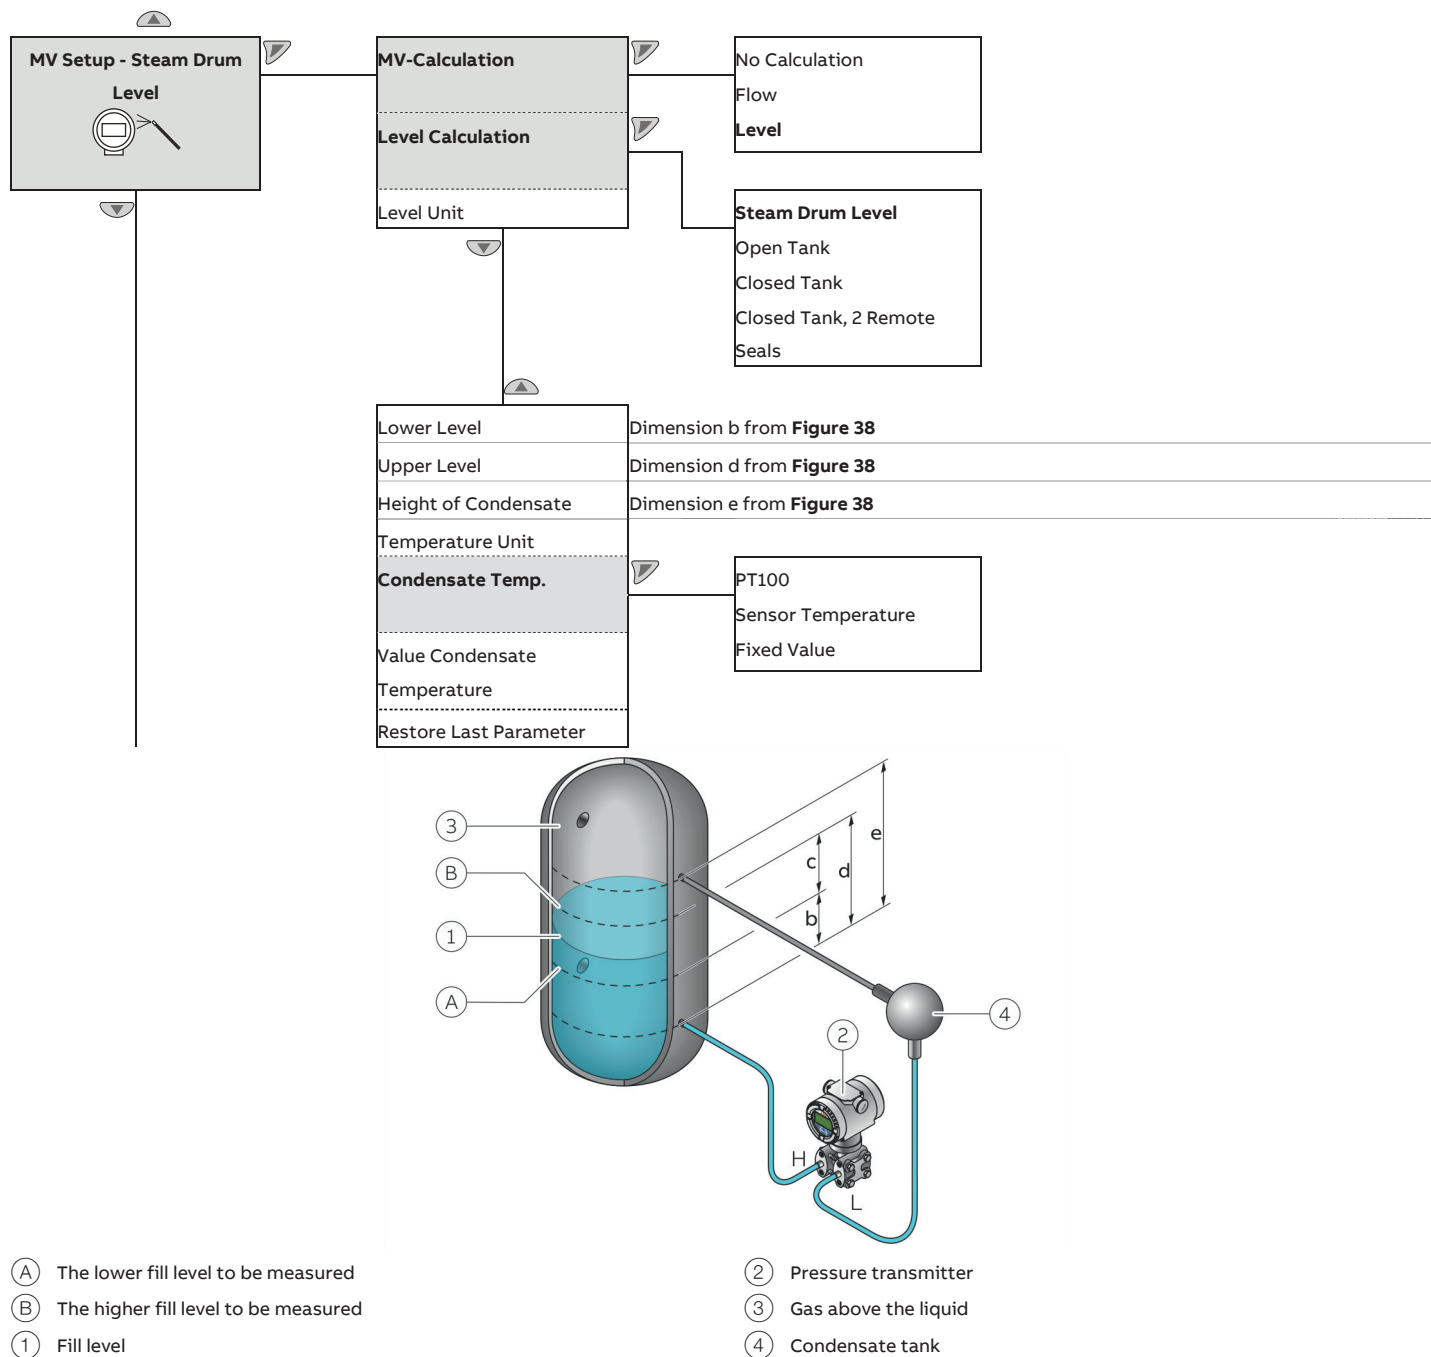 MV Setup - Steam Drum
Level
MV-Calculation
Level Calculation
Level Unit
No Calculation
Flow
Level
Steam Drum Level
Open Tank
Closed Tank
Closed Tank, 2 Remote
Seals
Lower Level
Dimension b from Figure 38
Upper Level
Dimension d from Figure 38
Height of Condensate
Dimension e from Figure 38
Temperature Unit
Condensate Temp.
PT100
Sensor Temperature
Fixed Value
Value Condensate
Temperature
Restore Last Parameter
3
B
1
A
e
c
d
b
4
2
H
L
A The lower fill level to be measured
B The higher fill level to be measured
1 Fill level
2 Pressure transmitter
3 Gas above the liquid
4 Condensate tank